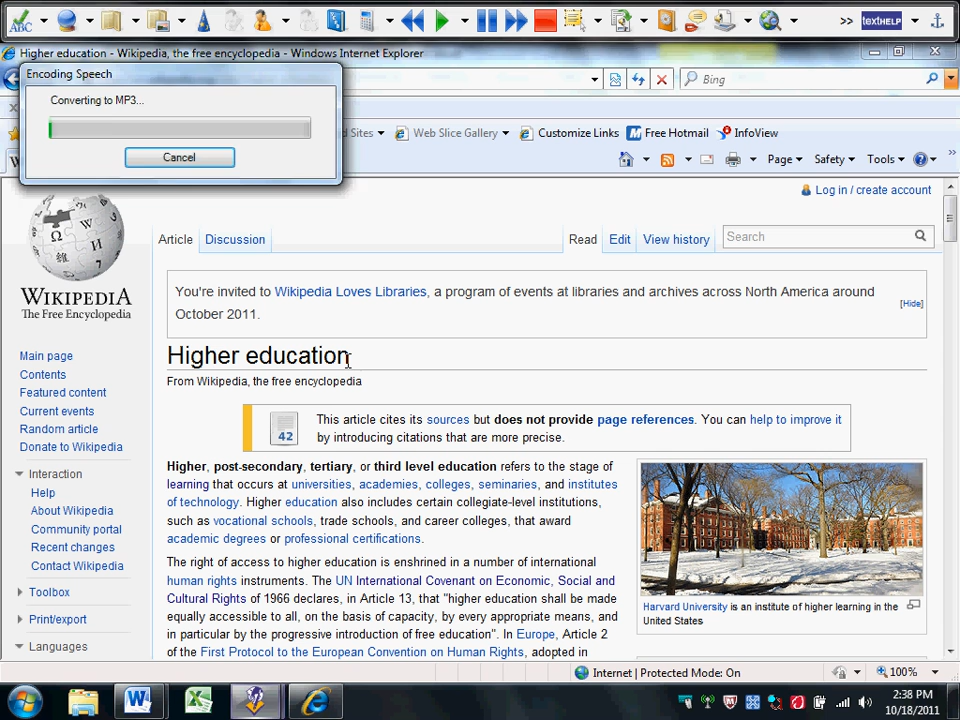 ABC
>>
textHELP
Higher education - Wikipedia, the free encyclopedia - Windows Internet Explorer
Encoding Speech
Converting to MP3...
Cancel
Bing
d Sites
Web Slice Gallery
Customize Links
Free Hotmail
InfoView
Page
Safety
Tools
Log in / create account
Article
Discussion
Read
Edit
View history
Search
WIKIPEDIA
The Free Encyclopedia
Main page
Contents
Featured content
Current events
Random article
Donate to Wikipedia
Interaction
Help
About Wikipedia
Community portal
Recent changes
Contact Wikipedia
Toolbox
Print/export
Languages
You're invited to Wikipedia Loves Libraries, a program of events at libraries and archives across North America around
October 2011.
[Hide]
Higher education
From Wikipedia, the free encyclopedia
42
This article cites its sources but does not provide page references. You can help to improve it
by introducing citations that are more precise.
Higher, post-secondary, tertiary, or third level education refers to the stage of
learning that occurs at universities, academies, colleges, seminaries, and institutes
of technology. Higher education also includes certain collegiate-level institutions,
such as vocational schools, trade schools, and career colleges, that award
academic degrees or professional certifications.
The right of access to higher education is enshrined in a number of international
human rights instruments. The UN International Covenant on Economic, Social and
Cultural Rights of 1966 declares, in Article 13, that "higher education shall be made
equally accessible to all, on the basis of capacity, by every appropriate means, and
in particular by the progressive introduction of free education". In Europe, Article 2
of the First Protocol to the European Convention on Human Rights, adopted in
Harvard University is an institute of higher learning in the
United States
Internet | Protected Mode: On
100%
2:38 PM
10/18/2011